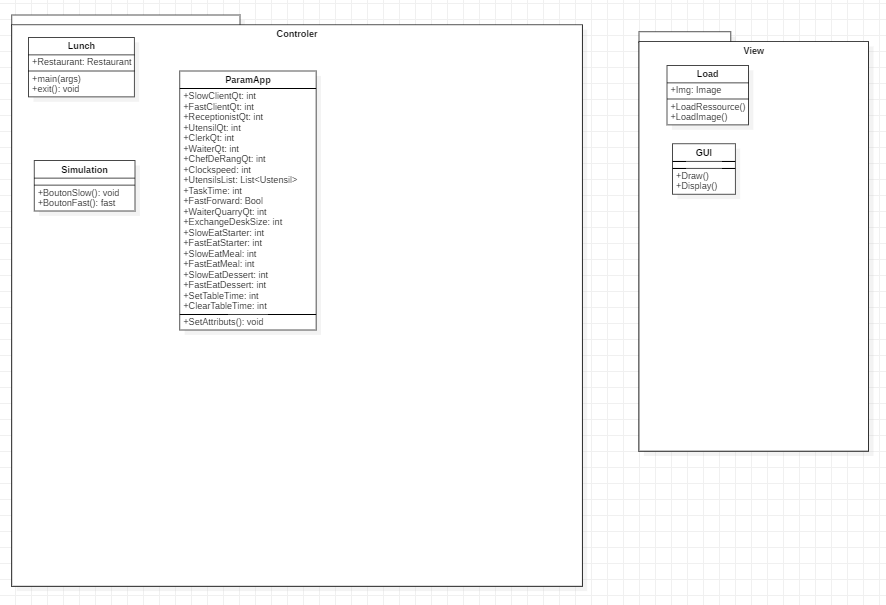 Controler
Lunch
+Restaurant: Restaurant
+main(args)
+exit(): void
ParamApp
+SlowClientQt: int
+FastClientQt: int
+ReceptionistQt: int
+UtensilQt: int
+ClerkQt: int
+WaiterQt: int
+ChefDeRangQt: int
+Clockspeed: int
+UtensilsList: List<Ustensil>
+TaskTime: int
+FastForward: Bool
+WaiterQuarryQt: int
+ExchangeDeskSize: int
+SlowEatStarter: int
+FastEatStarter: int
+SlowEatMeal: int
+FastEatMeal: int
+SlowEatDessert: int
+FastEatDessert: int
+SetTableTime: int
+ClearTableTime: int
+SetAttributs(): void
Simulation
+BoutonSlow(): void
+BoutonFast(): fast
View
Load
+Img: Image
+LoadRessource()
+LoadImage()
GUI
+Draw()
+Display()